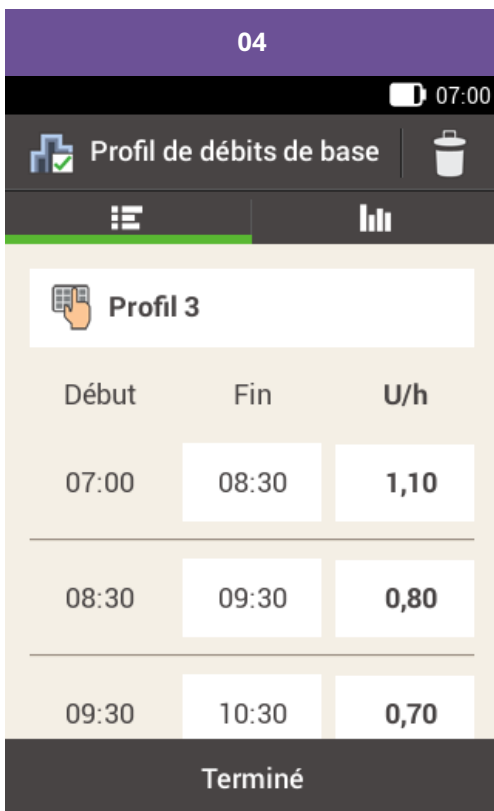 04
07:00
Profil de débits de base
Profil 3
Début Fin U/h
07:00 08:30 1,10
08:30 09:30 0,80
09:30 10:30 0,70
Terminé